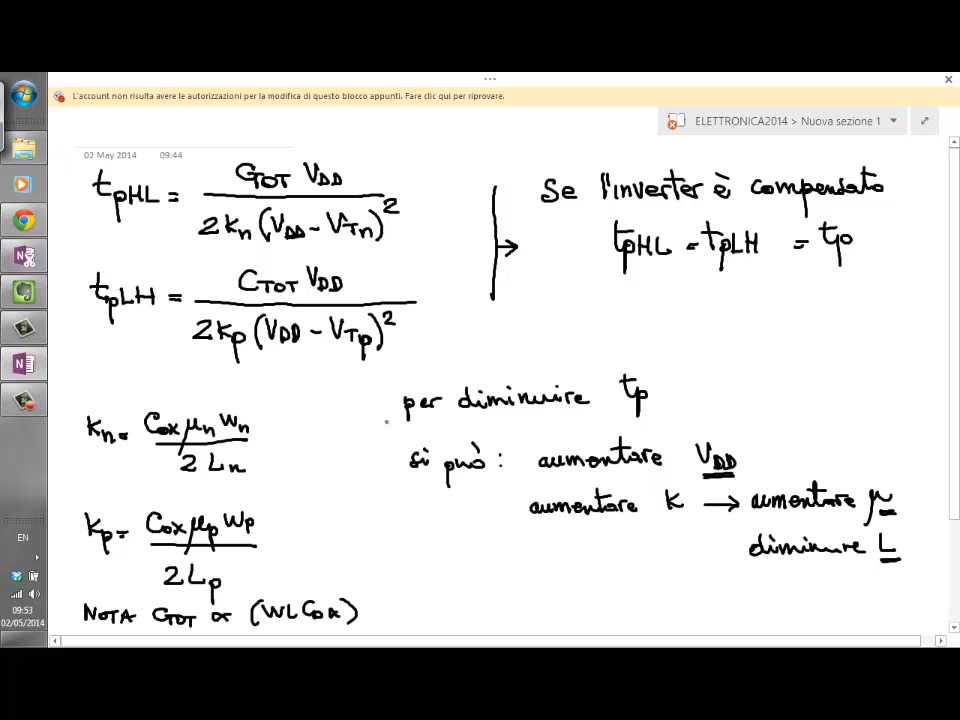 L'account non risulta avere le autorizzazioni per la modifica di questo blocco appunti. Fare clic qui per riprovare.
ELETTRONICA2014 > Nuova sezione 1
02 May 2014 09:44
tpHL = CTOT VDD / 2kn (VDD - VTn)²
Se l'inverter è compensato
tpHL = tpLH = tp
tpLH = CTOT VDD / 2kp (VDD - VTp)²
per diminuire tp
kn = Cox μn Wn / 2 Ln
si può: aumentare VDD
aumentare K → aumentare μ
diminuire L
kp = Cox μp Wp / 2Lp
NOTA CTOT ∝ (WLCOX)
EN
09:53
02/05/2014